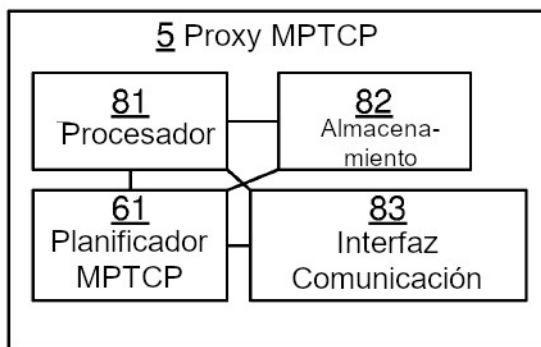 5 Proxy MPTCP
81
Procesador
82
Almacena-
miento
61
Planificador
MPTCP
83
Interfaz
Comunicación